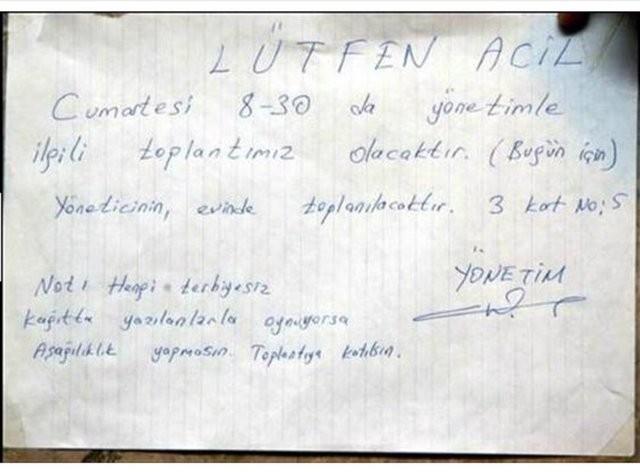 LÜTFEN ACİL
Cumartesi 8-30 da yönetimle
ilgili toplantımız olacaktır. (Bugün için)
Yöneticinin, evinde toplanılacaktır. 3 kat No: 5
YÖNETİM
Not: Hangi terbiyesiz
kağıtta yazılanlarla oynuyorsa
Aşağılıklık yapmasın. Toplantıya katılsın.